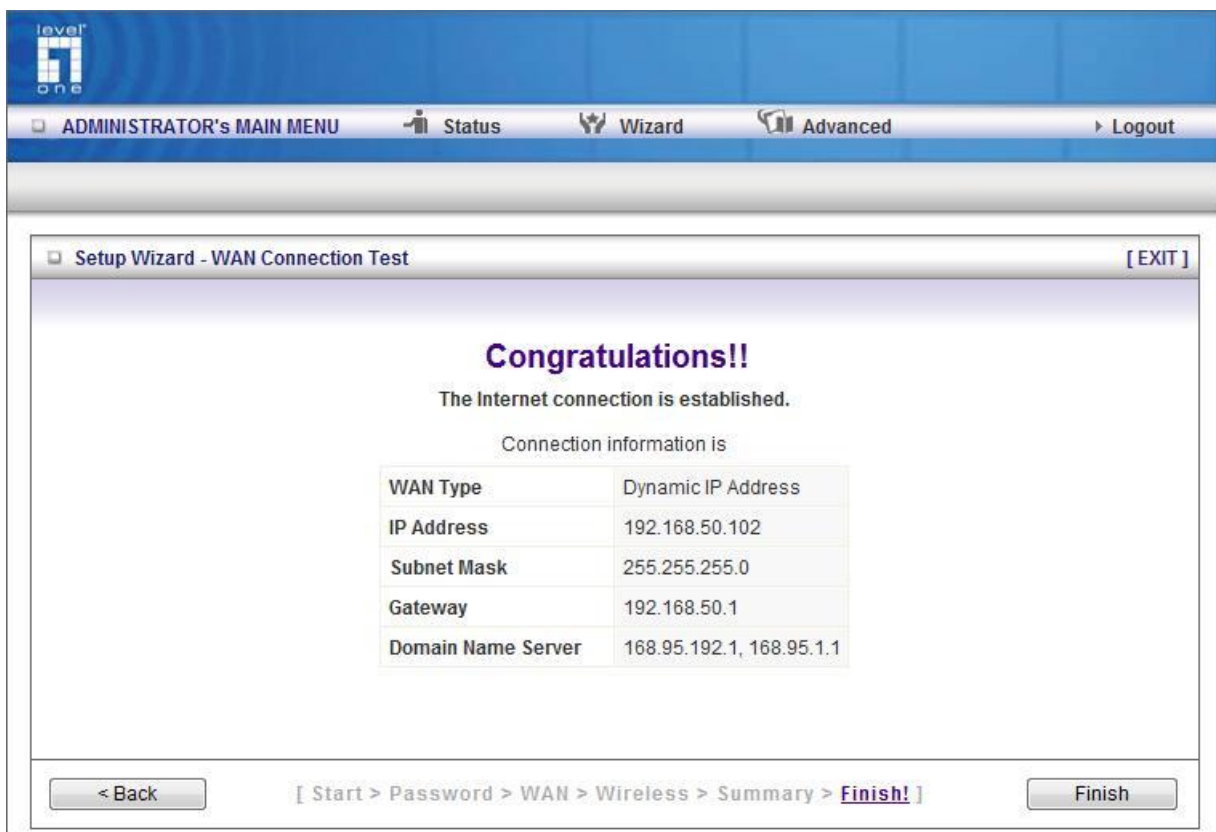 level
one
ADMINISTRATOR's MAIN MENU Status Wizard Advanced Logout
Setup Wizard - WAN Connection Test [ EXIT ]
Congratulations!!
The Internet connection is established.
Connection information is
WAN Type Dynamic IP Address
IP Address 192.168.50.102
Subnet Mask 255.255.255.0
Gateway 192.168.50.1
Domain Name Server 168.95.192.1, 168.95.1.1
< Back [ Start > Password > WAN > Wireless > Summary > Finish! ] Finish